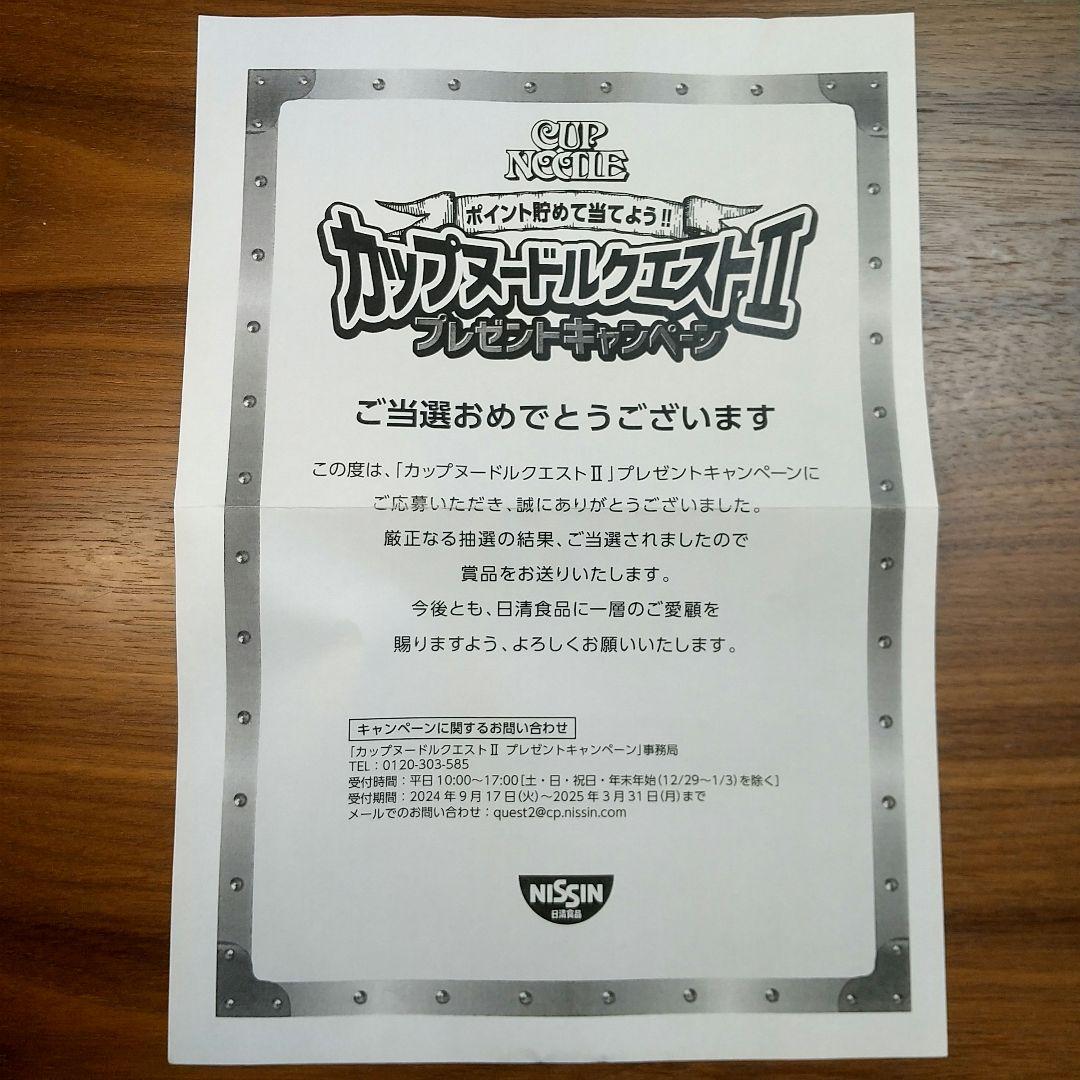 CUP
NOODLE
ポイント貯めて当てよう!!
カップヌードルクエストⅡ
プレゼントキャンペーン
ご当選おめでとうございます
この度は、「カップヌードルクエストⅡ」プレゼントキャンペーンに
ご応募いただき、誠にありがとうございました。
厳正なる抽選の結果、ご当選されましたので
賞品をお送りいたします。
今後とも、日清食品に一層のご愛顧を
賜りますよう、よろしくお願いいたします。
キャンペーンに関するお問い合わせ
「カップヌードルクエストⅡ プレゼントキャンペーン」事務局
TEL:0120-303-585
受付時間:平日10:00~17:00[土・日・祝日・年末年始(12/29~1/3)を除く]
受付期間:2024年9月17日(火)~2025年3月31日(月)まで
メールでのお問い合わせ:quest2@cp.nissin.com
NISSIN
日清食品